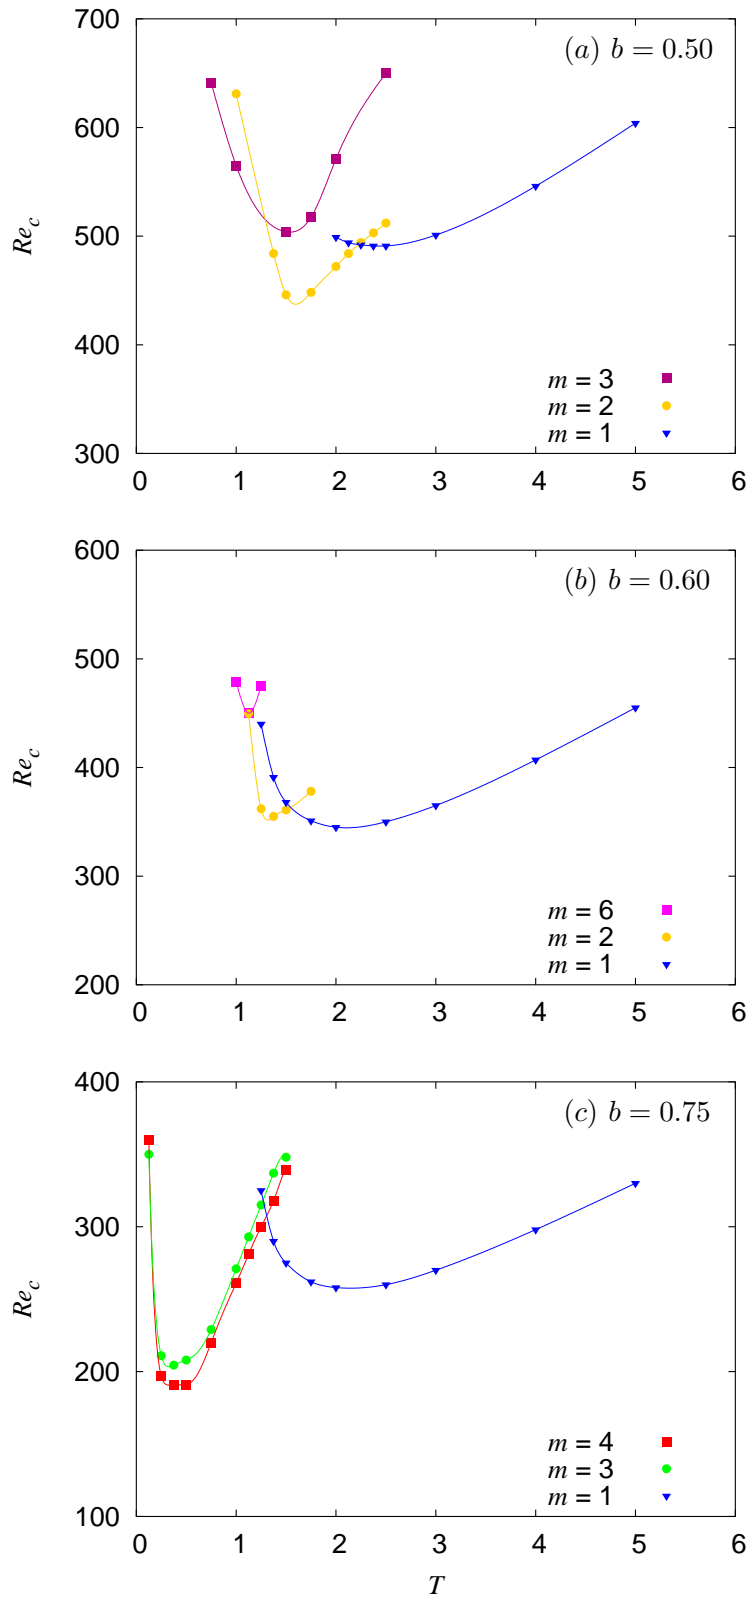 700
(a) b = 0.50
600
500
Re_c
400
m = 3
m = 2
m = 1
300
0 1 2 3 4 5 6
600
(b) b = 0.60
500
400
Re_c
300
m = 6
m = 2
m = 1
200
0 1 2 3 4 5 6
400
(c) b = 0.75
300
Re_c
200
m = 4
m = 3
m = 1
100
0 1 2 3 4 5 6
T